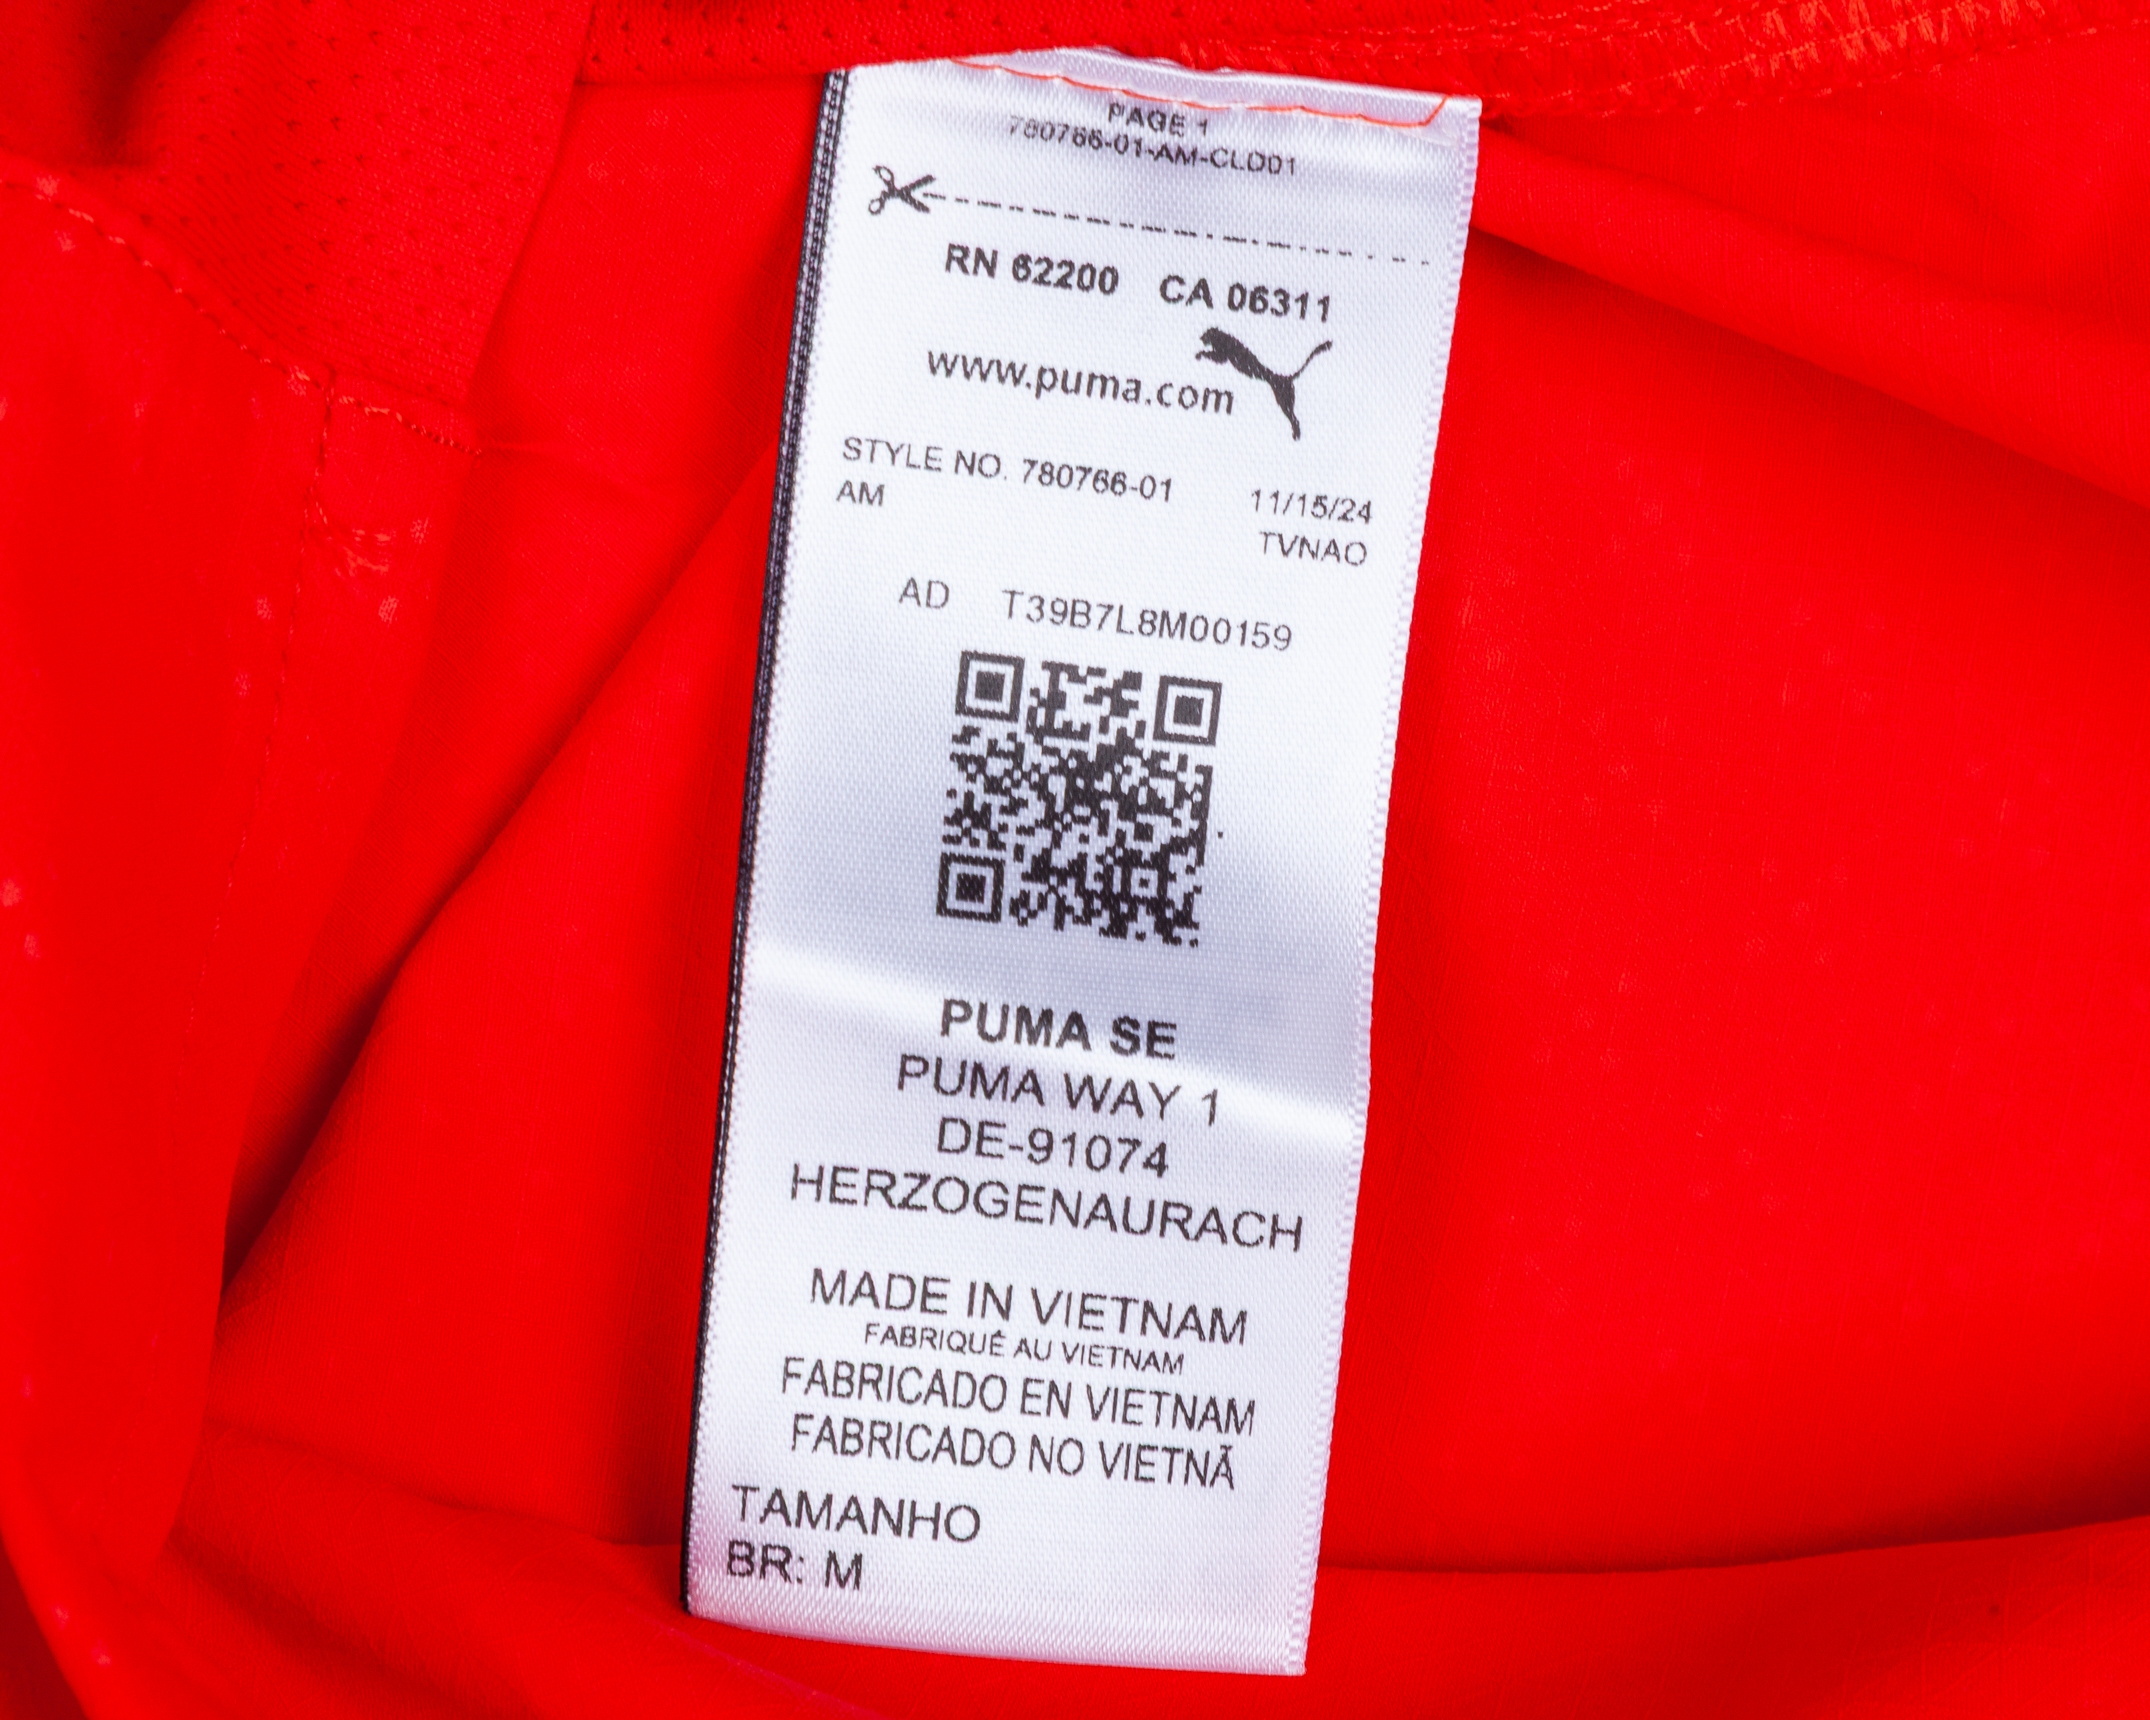 PAGE 1
780766-01-AM-CLD01
RN 62200 CA 06311
www.puma.com
STYLE NO. 780766-01 11/15/24
AM TVNAO
AD T39B7L8M00159
PUMA SE
PUMA WAY 1
DE-91074
HERZOGENAURACH
MADE IN VIETNAM
FABRIQUÉ AU VIETNAM
FABRICADO EN VIETNAM
FABRICADO NO VIETNÃ
TAMANHO
BR: M